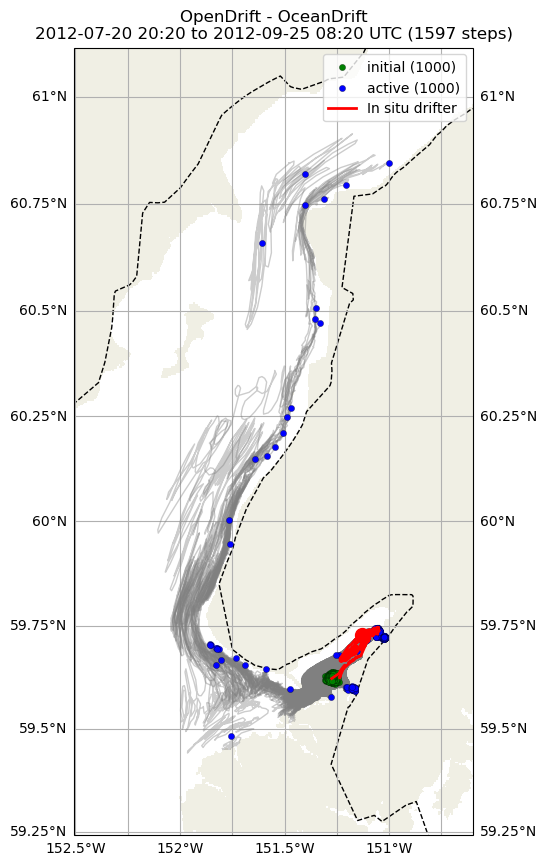 OpenDrift - OceanDrift
2012-07-20 20:20 to 2012-09-25 08:20 UTC (1597 steps)
initial (1000)
active (1000)
In situ drifter
61°N 61°N
60.75°N 60.75°N
60.5°N 60.5°N
60.25°N 60.25°N
60°N 60°N
59.75°N 59.75°N
59.5°N 59.5°N
59.25°N 59.25°N
152.5°W 152°W 151.5°W 151°W